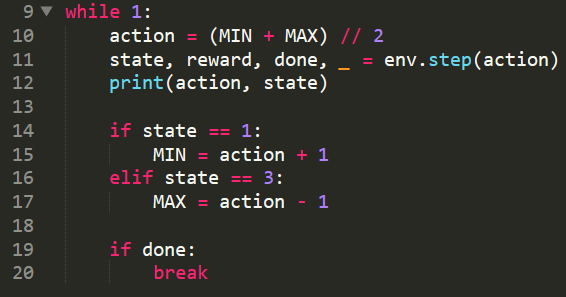 9 ▼ while 1:
10     action = (MIN + MAX) // 2
11     state, reward, done, _ = env.step(action)
12     print(action, state)
13
14     if state == 1:
15         MIN = action + 1
16     elif state == 3:
17         MAX = action - 1
18
19     if done:
20         break